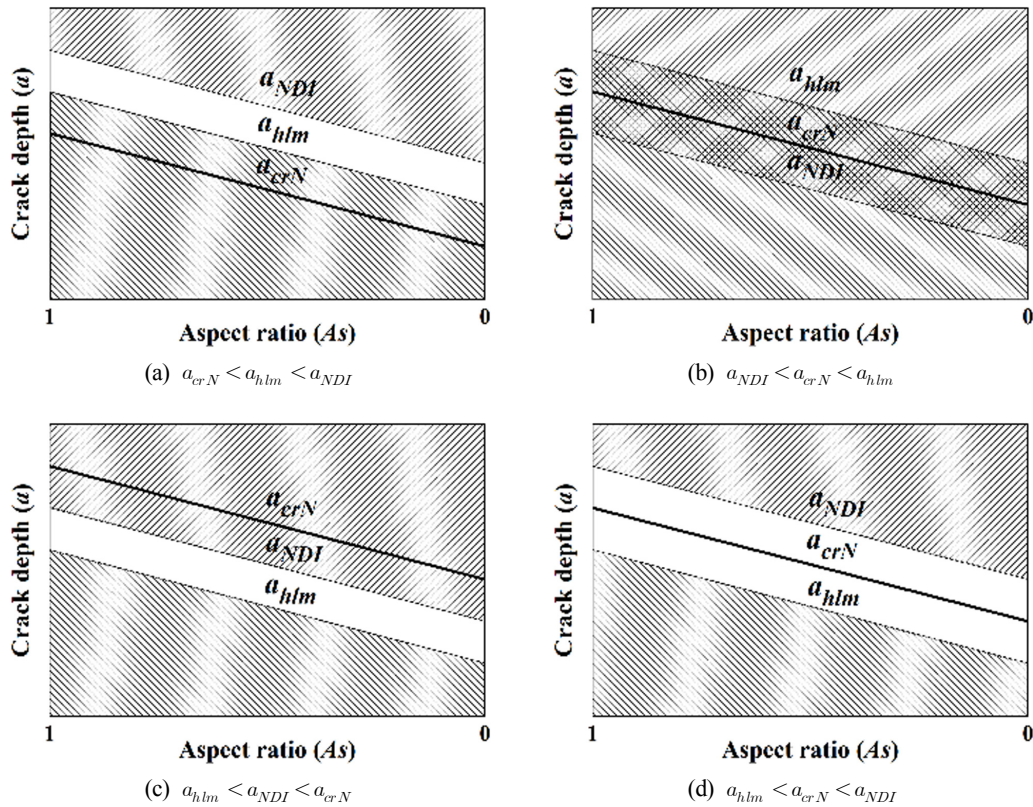 Crack depth (a)
a_NDI
a_hlm
a_crN
1
0
Aspect ratio (As)
(a) a_crN < a_hlm < a_NDI
Crack depth (a)
a_hlm
a_crN
a_NDI
1
0
Aspect ratio (As)
(b) a_NDI < a_crN < a_hlm
Crack depth (a)
a_crN
a_NDI
a_hlm
1
0
Aspect ratio (As)
(c) a_hlm < a_NDI < a_crN
Crack depth (a)
a_NDI
a_crN
a_hlm
1
0
Aspect ratio (As)
(d) a_hlm < a_crN < a_NDI